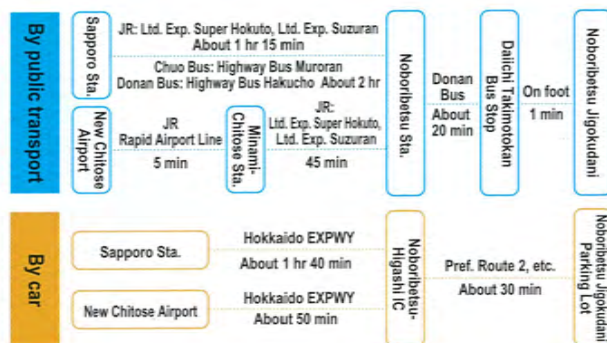 By public transport
Sapporo Sta.
JR: Ltd. Exp. Super Hokuto, Ltd. Exp. Suzuran
About 1 hr 15 min
Chuo Bus: Highway Bus Muroran
Donan Bus: Highway Bus Hakucho About 2 hr
New Chitose
Airport
JR
Rapid Airport Line
5 min
Minami-
Chitose Sta.
JR:
Ltd. Exp. Super Hokuto,
Ltd. Exp. Suzuran
45 min
Noboribetsu Sta.
Donan
Bus
About
20 min
Daiichi Takimotokan
Bus Stop
On foot
1 min
Noboribetsu Jigokudani
By car
Sapporo Sta.
Hokkaido EXPWY
About 1 hr 40 min
New Chitose Airport
Hokkaido EXPWY
About 50 min
Noboribetsu-
Higashi IC
Pref. Route 2, etc.
About 30 min
Noboribetsu Jigokudani
Parking Lot